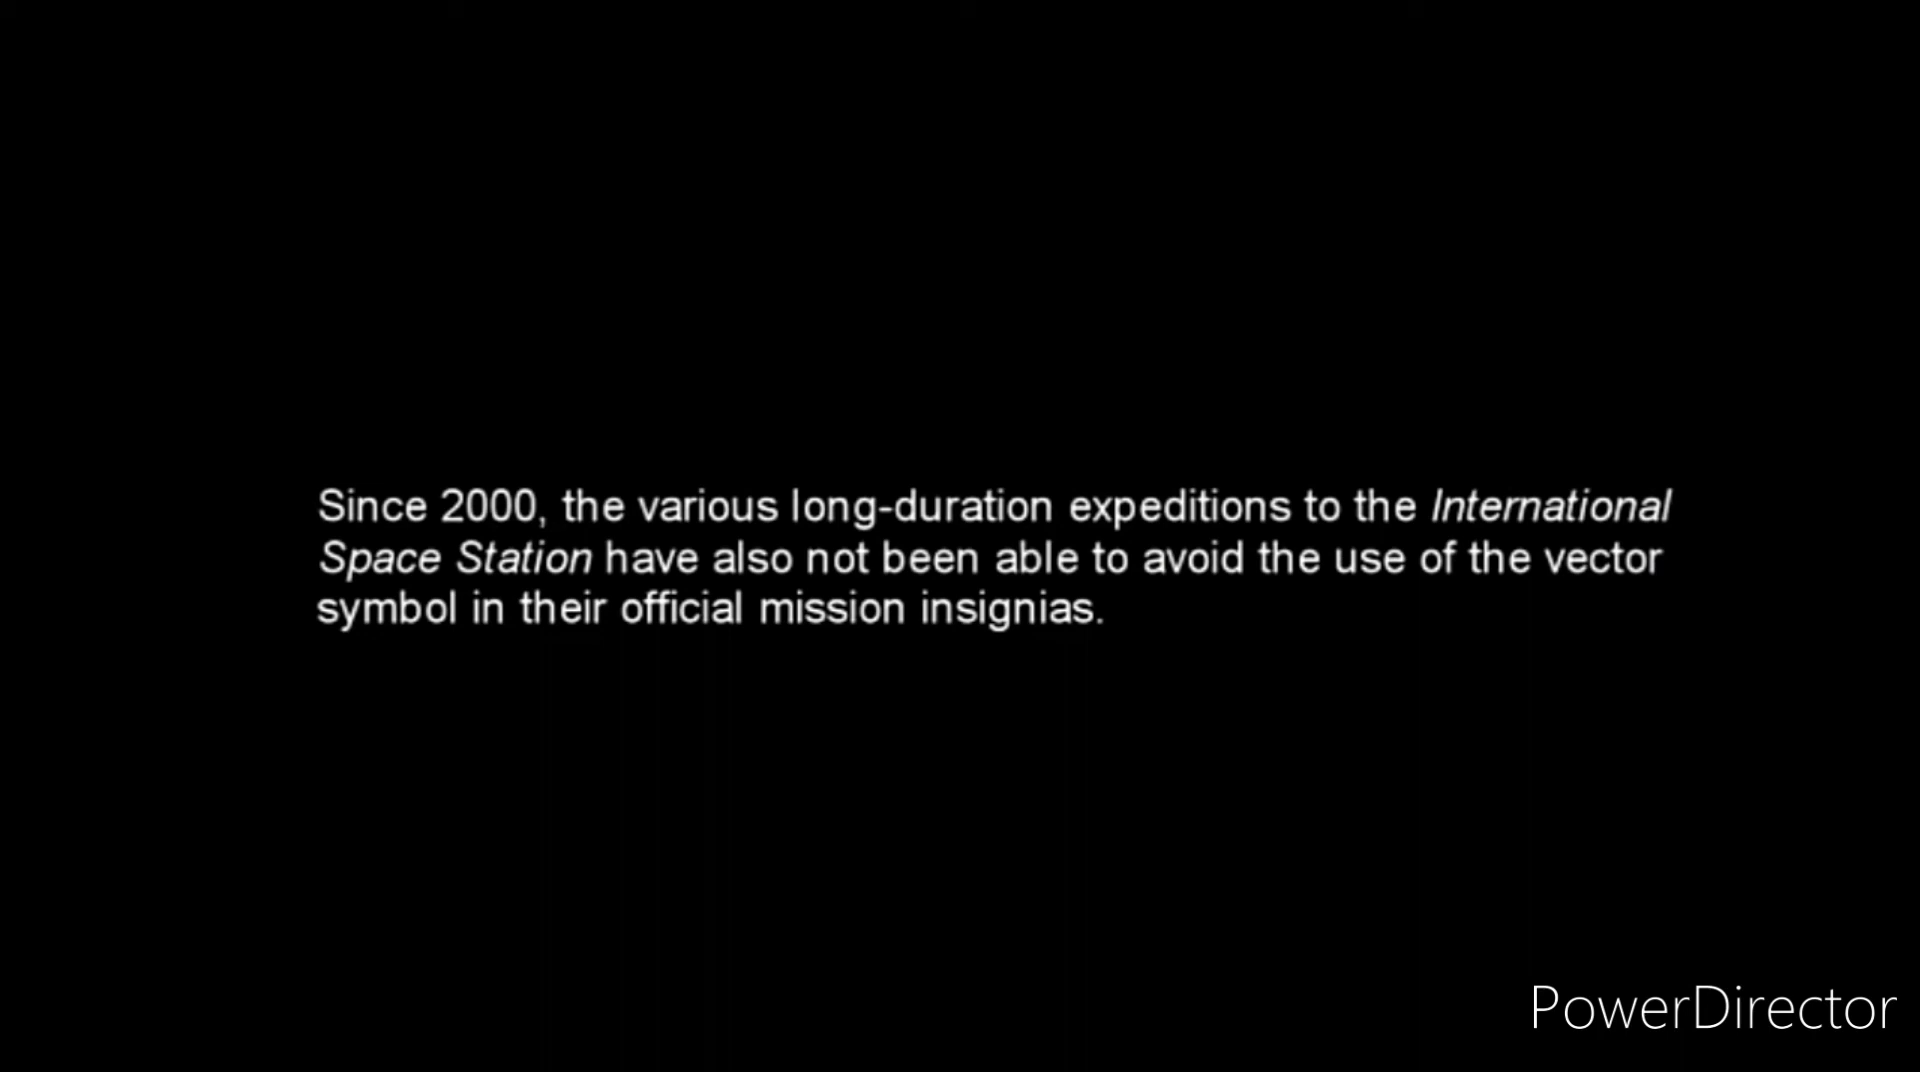 Since 2000, the various long-duration expeditions to the International
Space Station have also not been able to avoid the use of the vector
symbol in their official mission insignias.
PowerDirector